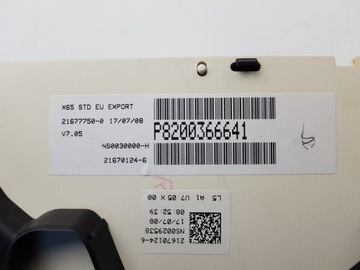 X65 STD EU EXPORT
21677750-0 17/07/08
V7.05
P8200366641
NS0030000-H
21670124-6
L5 A1 V7 05 X 00
08:52:39
17/07/08
NS0029538
21670124-6